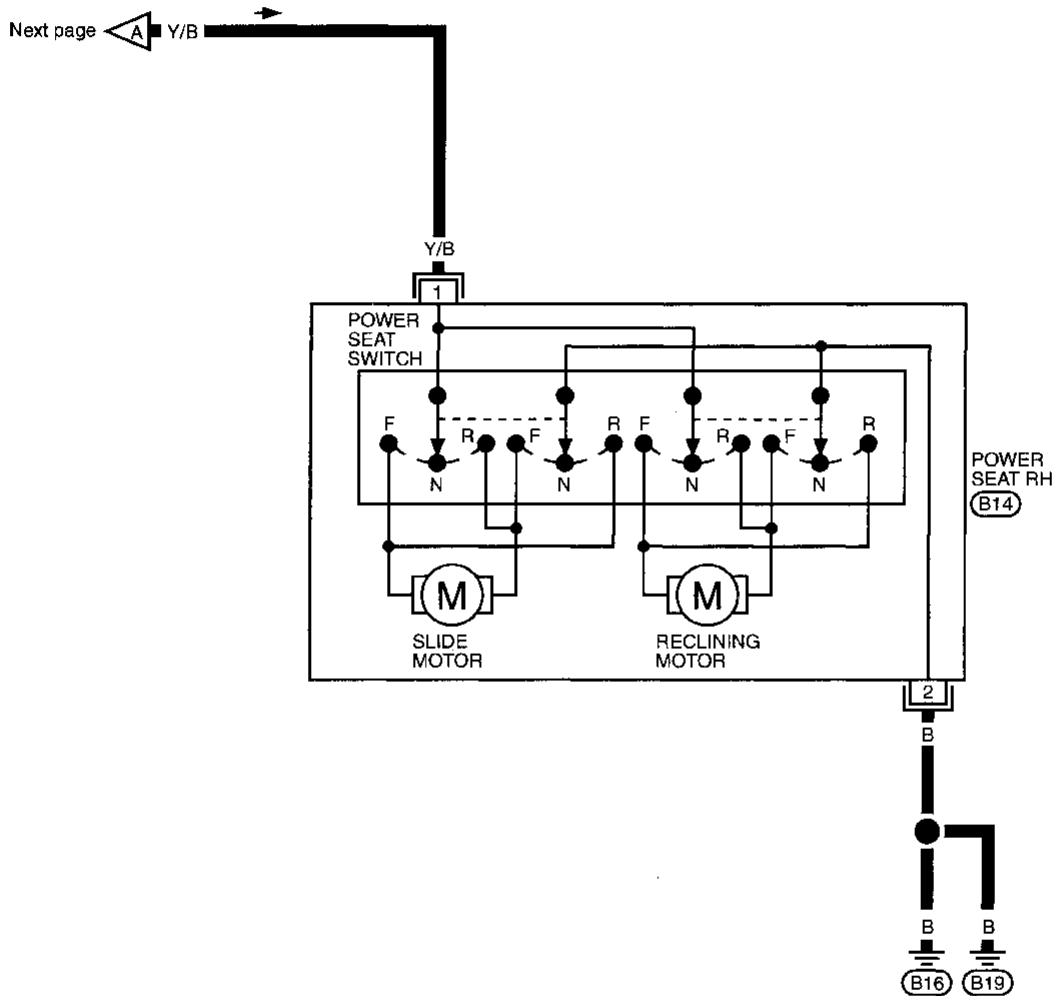 Next page A Y/B
Y/B
1
POWER
SEAT
SWITCH
F R F R F R F R
N N N N
POWER
SEAT RH
B14
M M
SLIDE
MOTOR
RECLINING
MOTOR
2
B
B B
B16 B19